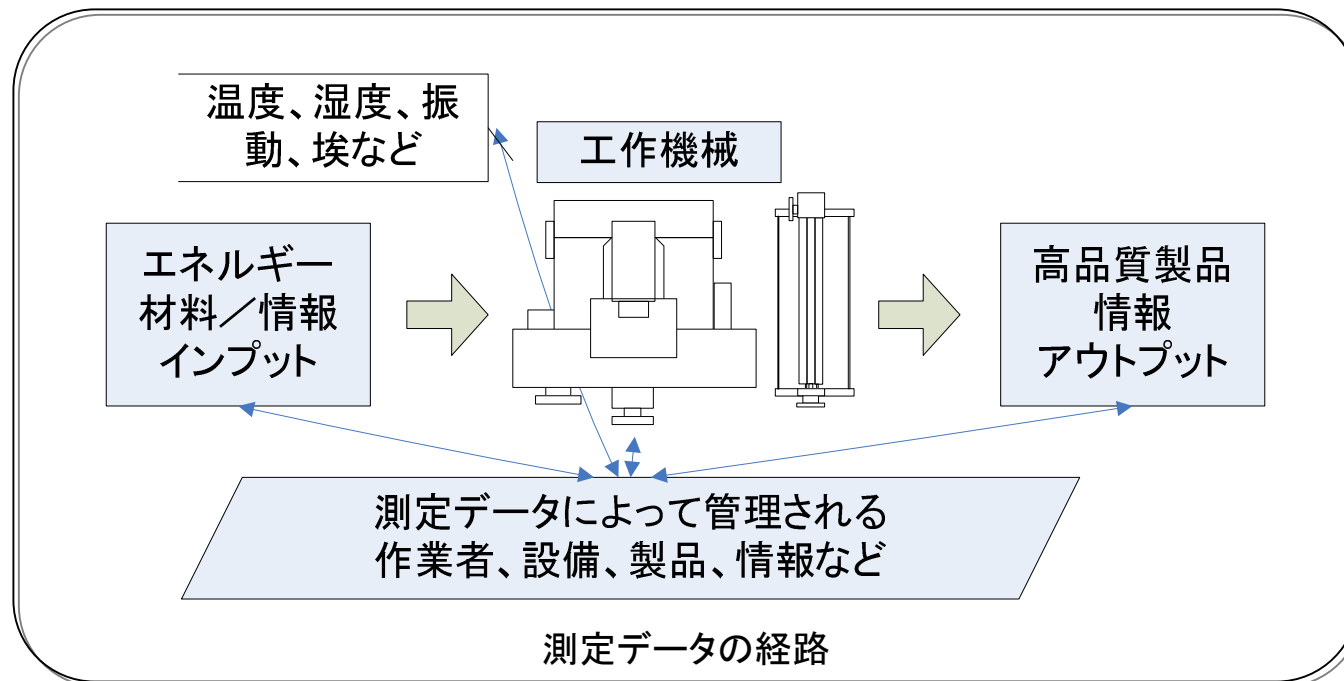 温度、湿度、振
動、埃など
工作機械
エネルギー
材料／情報
インプット
高品質製品
情報
アウトプット
測定データによって管理される
作業者、設備、製品、情報など
測定データの経路